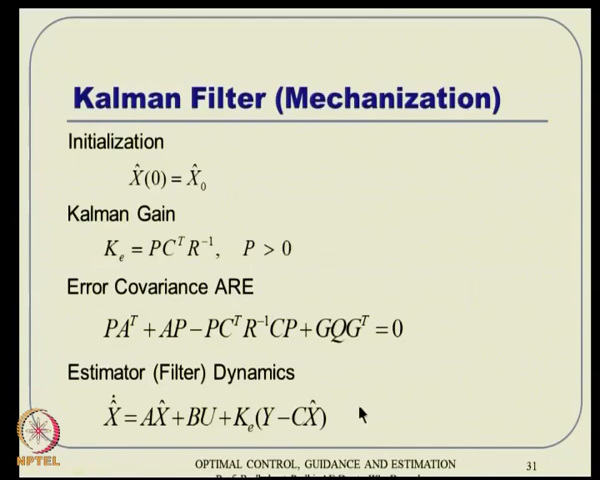 Kalman Filter (Mechanization)
Initialization
X̂(0) = X̂₀
Kalman Gain
Kₑ = PCᵀR⁻¹, P > 0
Error Covariance ARE
PAᵀ + AP − PCᵀR⁻¹CP + GQGᵀ = 0
Estimator (Filter) Dynamics
X̂̇ = AX̂ + BU + Kₑ(Y − CX̂)
NPTEL
OPTIMAL CONTROL, GUIDANCE AND ESTIMATION
31